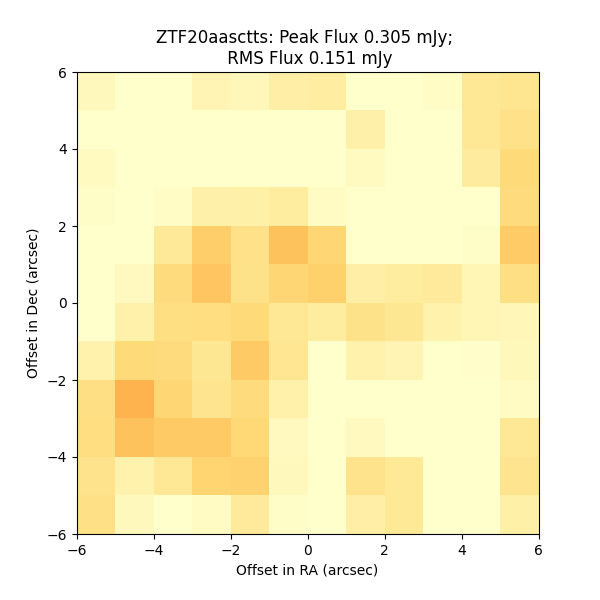 ZTF20aasctts: Peak Flux 0.305 mJy;
RMS Flux 0.151 mJy
6
4
2
0
−2
−4
−6
Offset in Dec (arcsec)
−6 −4 −2 0 2 4 6
Offset in RA (arcsec)